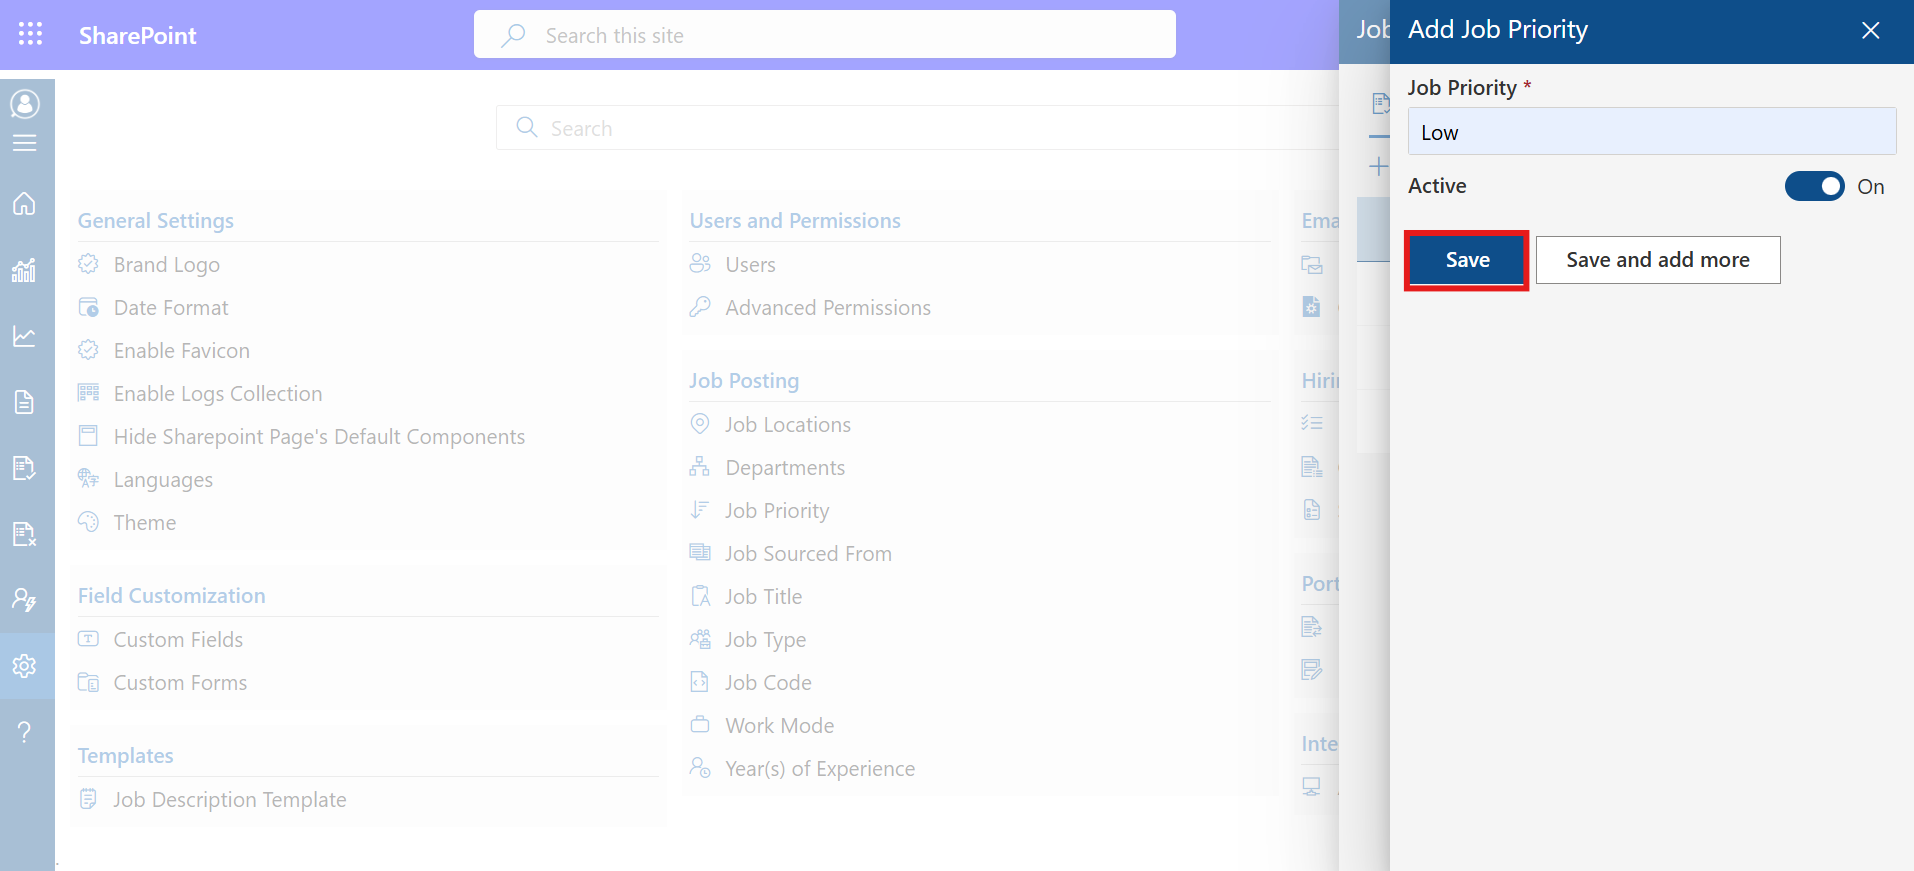 SharePoint
Search this site
Search
General Settings
Brand Logo
Date Format
Enable Favicon
Enable Logs Collection
Hide Sharepoint Page's Default Components
Languages
Theme
Field Customization
Custom Fields
Custom Forms
Templates
Job Description Template
Users and Permissions
Users
Advanced Permissions
Job Posting
Job Locations
Departments
Job Priority
Job Sourced From
Job Title
Job Type
Job Code
Work Mode
Year(s) of Experience
Ema
Hirin
Port
Inte
Job
Add Job Priority
Job Priority *
Low
Active
On
Save
Save and add more